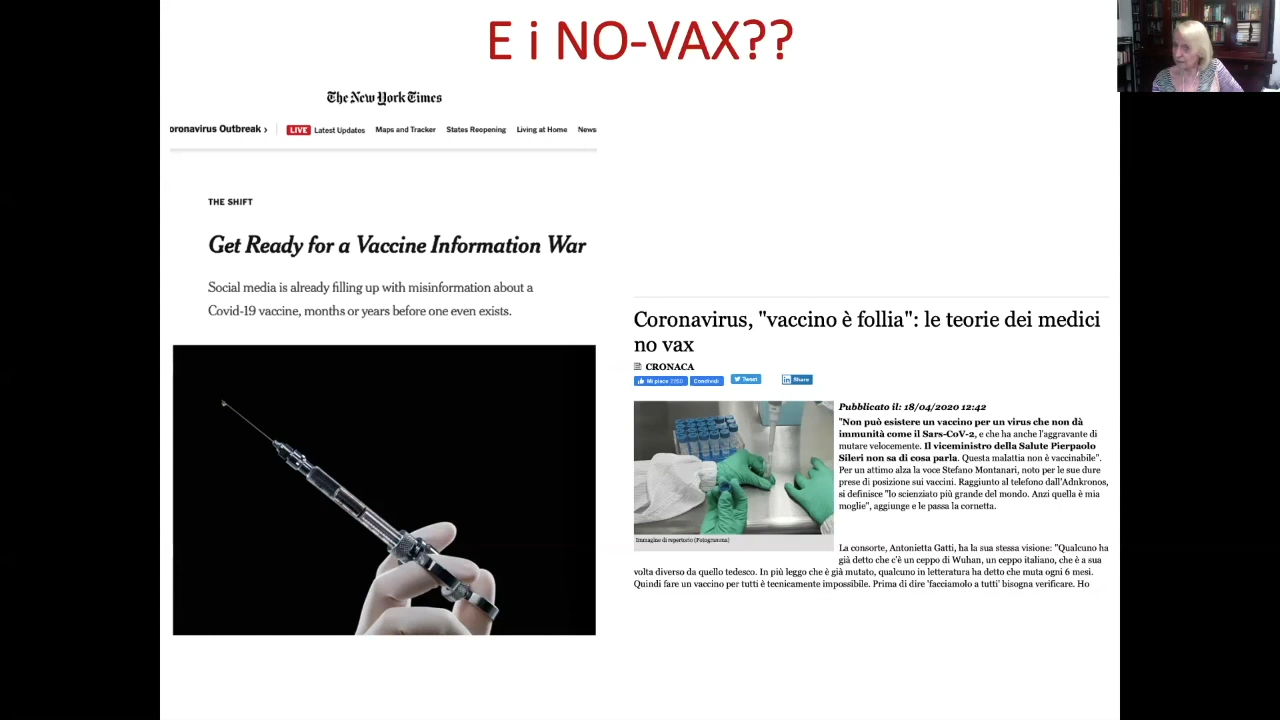 E i NO-VAX??
The New York Times
oronavirus Outbreak ›
LIVE Latest Updates Maps and Tracker States Reopening Living at Home News
THE SHIFT
Get Ready for a Vaccine Information War
Social media is already filling up with misinformation about a
Covid-19 vaccine, months or years before one even exists.
Coronavirus, "vaccino è follia": le teorie dei medici
no vax
CRONACA
Mi piace Condividi Tweet Share
Immagine di repertorio (Fotogramma)
Pubblicato il: 18/04/2020 12:42
"Non può esistere un vaccino per un virus che non dà
immunità come il Sars-CoV-2, e che ha anche l'aggravante di
mutare velocemente. Il viceministro della Salute Pierpaolo
Sileri non sa di cosa parla. Questa malattia non è vaccinabile".
Per un attimo alza la voce Stefano Montanari, noto per le sue dure
prese di posizione sui vaccini. Raggiunto al telefono dall'Adnkronos,
si definisce "lo scienziato più grande del mondo. Anzi quella è mia
moglie", aggiunge e le passa la cornetta.
La consorte, Antonietta Gatti, ha la sua stessa visione: "Qualcuno ha
già detto che c'è un ceppo di Wuhan, un ceppo italiano, che è a sua
volta diverso da quello tedesco. In più leggo che è già mutato, qualcuno in letteratura ha detto che muta ogni 6 mesi.
Quindi fare un vaccino per tutti è tecnicamente impossibile. Prima di dire 'facciamolo a tutti' bisogna verificare. Ho